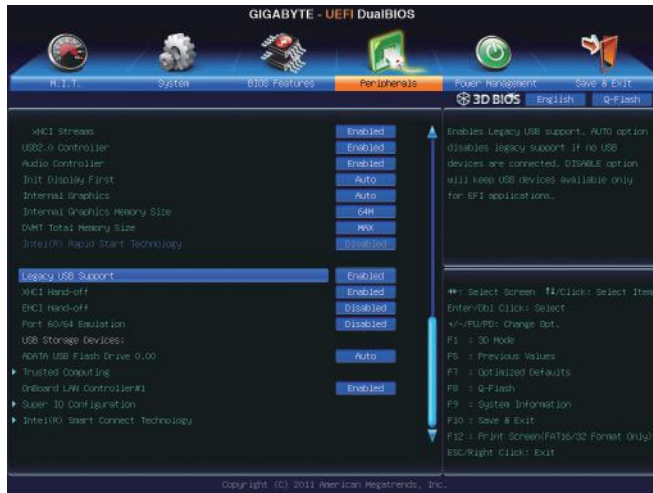 GIGABYTE - UEFI DualBIOS
M.I.T.
System
BIOS Features
Peripherals
Power Management
Save & Exit
3D BIOS
English
Q-Flash
xHCI Streams Enabled
USB2.0 Controller Enabled
Audio Controller Enabled
Init Display First Auto
Internal Graphics Auto
Internal Graphics Memory Size 64M
DVMT Total Memory Size MAX
Intel(R) Rapid Start Technology Disabled
Legacy USB Support Enabled
XHCI Hand-off Enabled
EHCI Hand-off Disabled
Port 60/64 Emulation Disabled
USB Storage Devices:
ADATA USB Flash Drive 0.00 Auto
Trusted Computing
OnBoard LAN Controller#1 Enabled
Super IO Configuration
Intel(R) Smart Connect Technology
Enables Legacy USB support. AUTO option
disables legacy support if no USB
devices are connected. DISABLE option
will keep USB devices available only
for EFI applications.
↔: Select Screen ↑↓/Click: Select Item
Enter/Dbl Click: Select
+/-/PU/PD: Change Opt.
F1 : 3D Mode
F5 : Previous Values
F7 : Optimized Defaults
F8 : Q-Flash
F9 : System Information
F10 : Save & Exit
F12 : Print Screen(FAT16/32 Format Only)
ESC/Right Click: Exit
Copyright (C) 2011 American Megatrends, Inc.